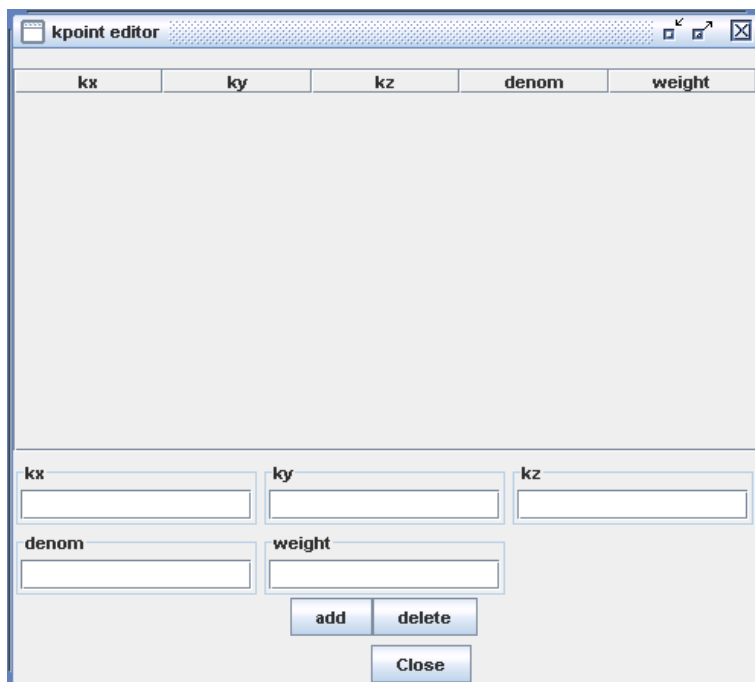 kpoint editor
kx ky kz denom weight
kx ky kz
denom weight
add delete
Close